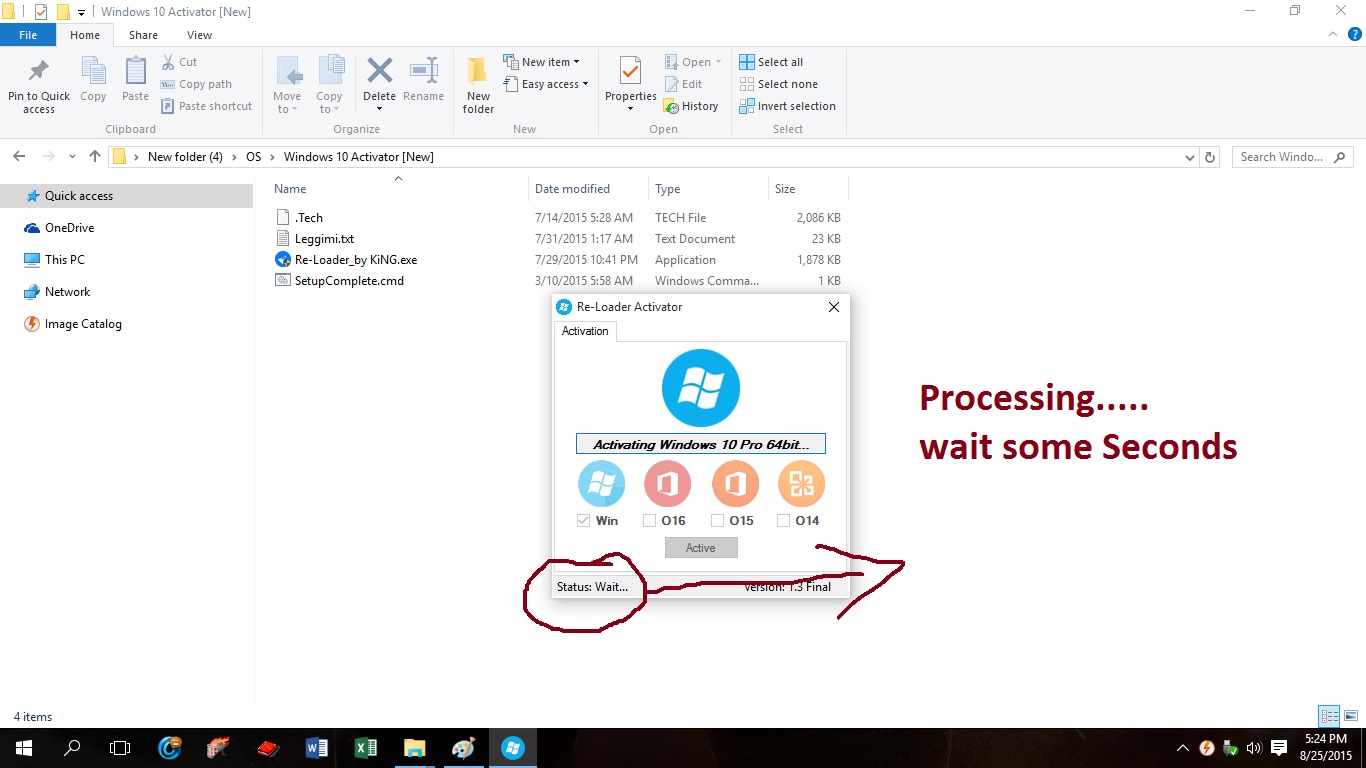 Windows 10 Activator [New]
File Home Share View
Pin to Quick access
Copy
Paste
Cut
Copy path
Paste shortcut
Clipboard
Move to
Copy to
Delete
Rename
Organize
New folder
New item
Easy access
New
Properties
Open
Edit
History
Open
Select all
Select none
Invert selection
Select
New folder (4) OS Windows 10 Activator [New]
Search Windo...
Quick access
OneDrive
This PC
Network
Image Catalog
Name Date modified Type Size
.Tech 7/14/2015 5:28 AM TECH File 2,086 KB
Leggimi.txt 7/31/2015 1:17 AM Text Document 23 KB
Re-Loader_by KiNG.exe 7/29/2015 10:41 PM Application 1,878 KB
SetupComplete.cmd 3/10/2015 5:58 AM Windows Comma... 1 KB
Re-Loader Activator
Activation
Activating Windows 10 Pro 64bit...
Win O16 O15 O14
Active
Status: Wait... Version: 1.3 Final
Processing.....
wait some Seconds
4 items
5:24 PM
8/25/2015